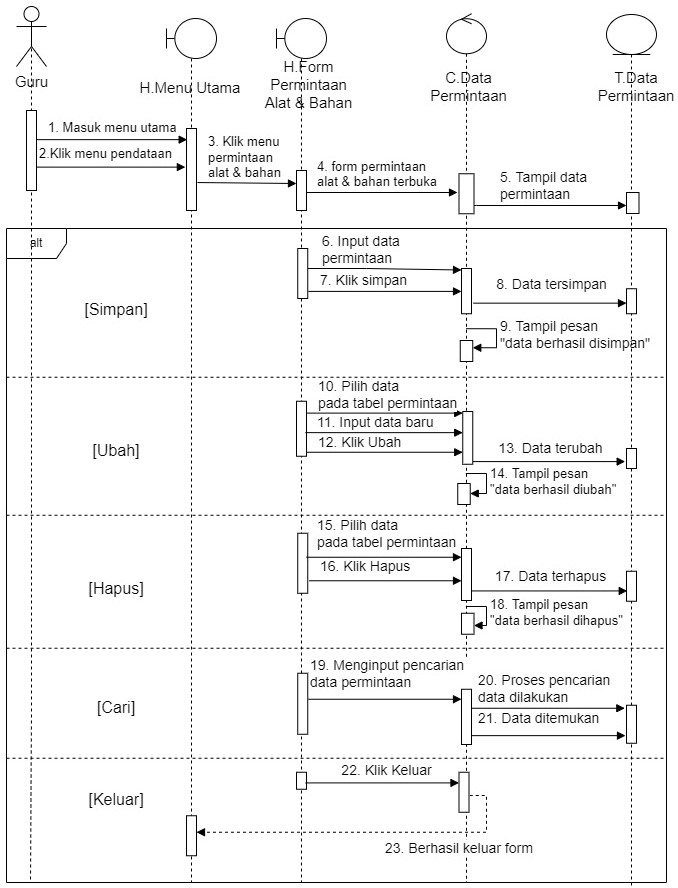 Guru
H.Menu Utama
H.Form
Permintaan
Alat & Bahan
C.Data
Permintaan
T.Data
Permintaan
1. Masuk menu utama
2.Klik menu pendataan
3. Klik menu
permintaan
alat & bahan
4. form permintaan
alat & bahan terbuka
5. Tampil data
permintaan
alt
[Simpan]
6. Input data
permintaan
7. Klik simpan
8. Data tersimpan
9. Tampil pesan
"data berhasil disimpan"
[Ubah]
10. Pilih data
pada tabel permintaan
11. Input data baru
12. Klik Ubah
13. Data terubah
14. Tampil pesan
"data berhasil diubah"
[Hapus]
15. Pilih data
pada tabel permintaan
16. Klik Hapus
17. Data terhapus
18. Tampil pesan
"data berhasil dihapus"
[Cari]
19. Menginput pencarian
data permintaan
20. Proses pencarian
data dilakukan
21. Data ditemukan
[Keluar]
22. Klik Keluar
23. Berhasil keluar form